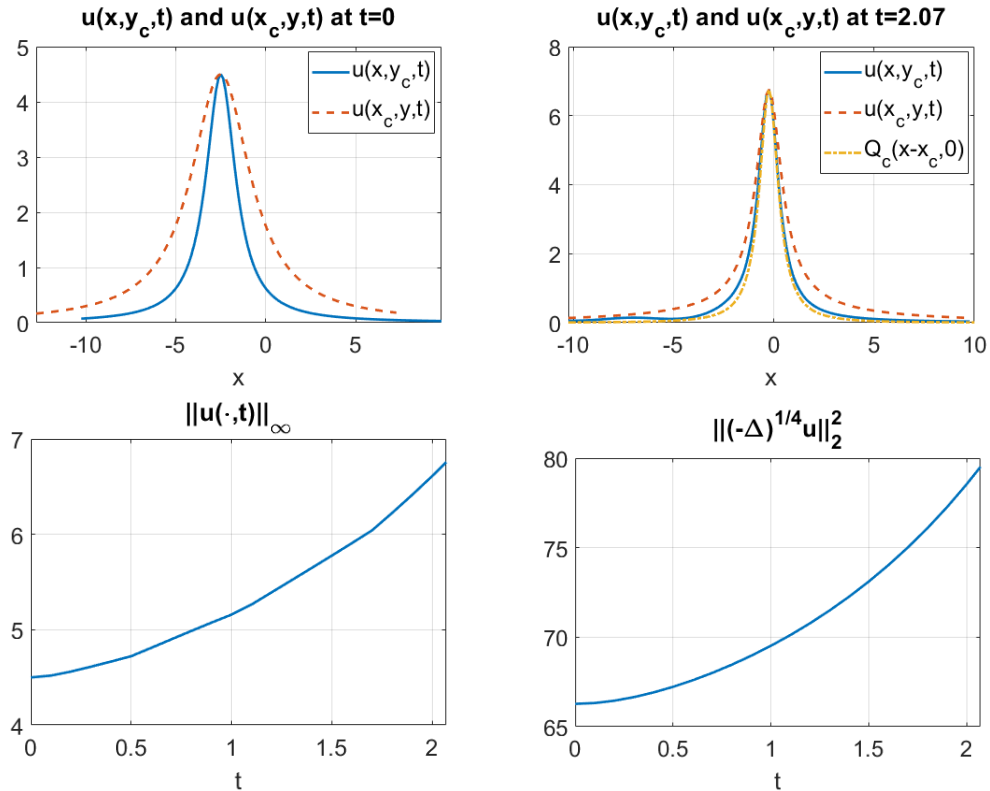 u(x,y_c,t) and u(x_c,y,t) at t=0
5
4
3
2
1
0
-10 -5 0 5
x
u(x,y_c,t)
u(x_c,y,t)
u(x,y_c,t) and u(x_c,y,t) at t=2.07
8
6
4
2
0
-10 -5 0 5 10
x
u(x,y_c,t)
u(x_c,y,t)
Q_c(x-x_c,0)
||u(·,t)||_∞
7
6
5
4
0 0.5 1 1.5 2
t
||(-Δ)^{1/4}u||_2^2
80
75
70
65
0 0.5 1 1.5 2
t